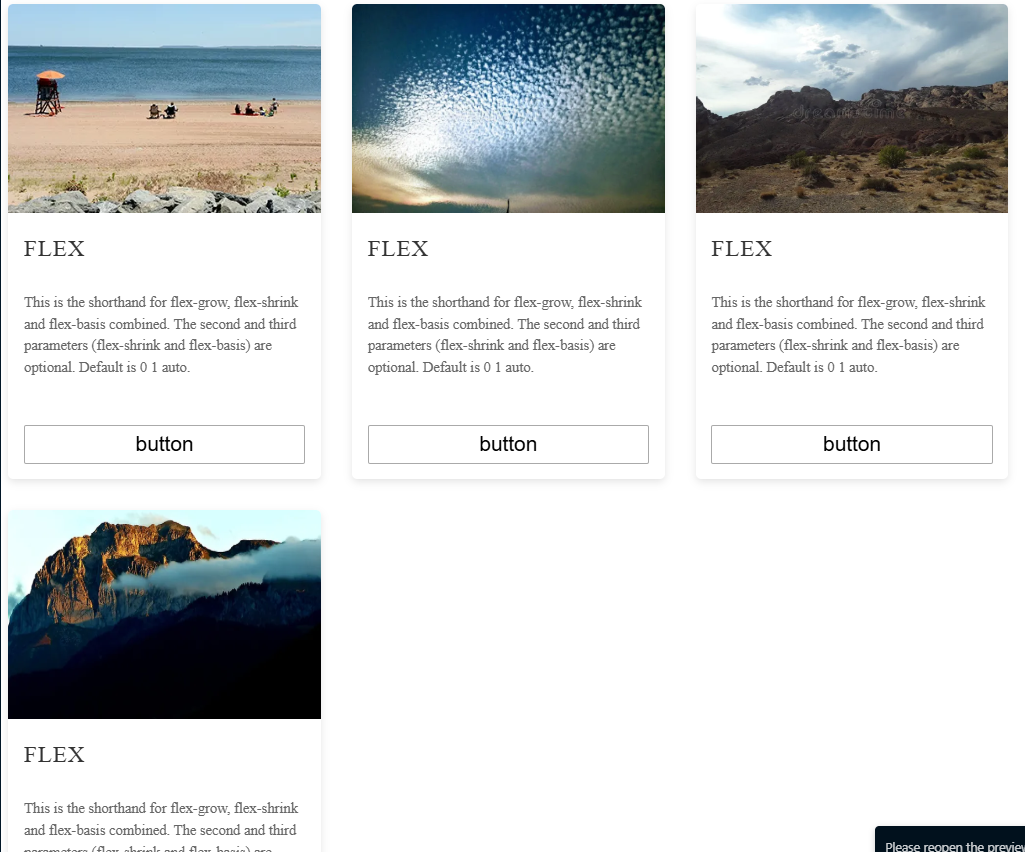 FLEX
This is the shorthand for flex-grow, flex-shrink
and flex-basis combined. The second and third
parameters (flex-shrink and flex-basis) are
optional. Default is 0 1 auto.
button
FLEX
This is the shorthand for flex-grow, flex-shrink
and flex-basis combined. The second and third
parameters (flex-shrink and flex-basis) are
optional. Default is 0 1 auto.
button
FLEX
This is the shorthand for flex-grow, flex-shrink
and flex-basis combined. The second and third
parameters (flex-shrink and flex-basis) are
optional. Default is 0 1 auto.
button
FLEX
This is the shorthand for flex-grow, flex-shrink
and flex-basis combined. The second and third
parameters (flex-shrink and flex-basis) are
Please reopen the preview